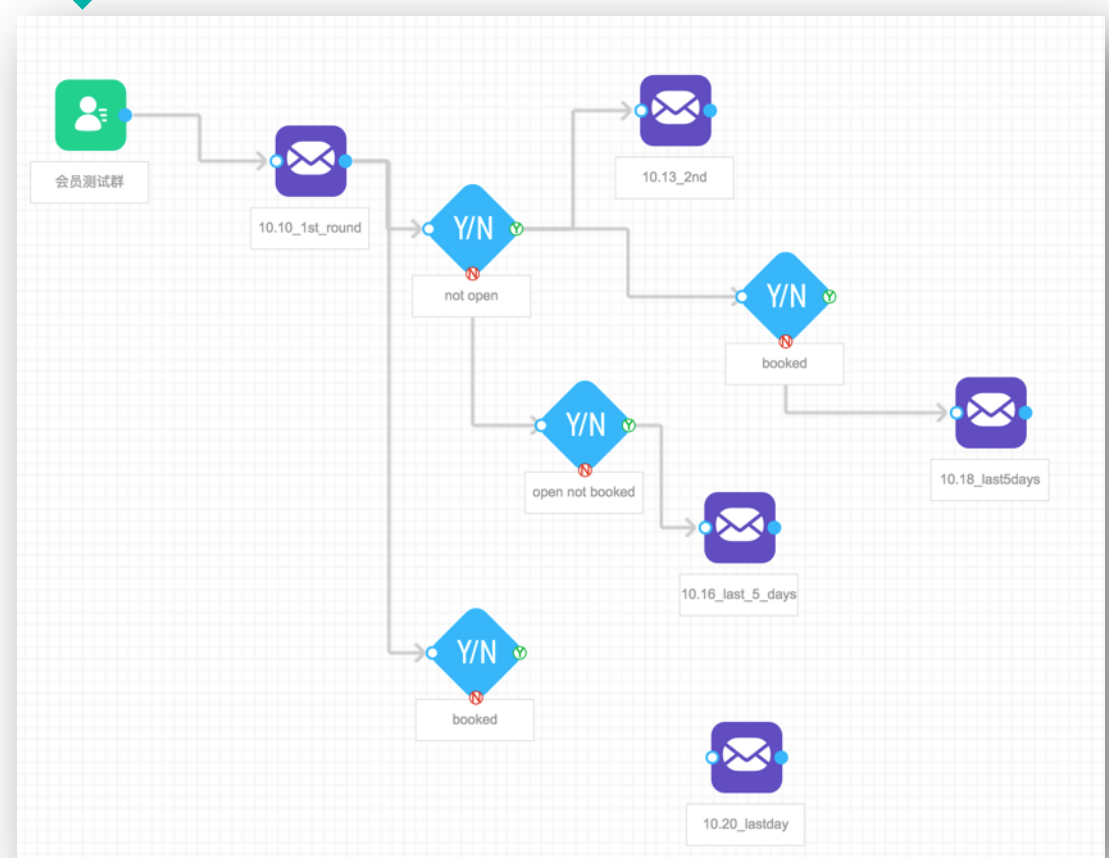 会员测试群
10.10_1st_round
10.13_2nd
Y/N
Y
N
not open
Y/N
Y
N
booked
Y/N
Y
N
open not booked
10.18_last5days
10.16_last_5_days
Y/N
Y
N
booked
10.20_lastday